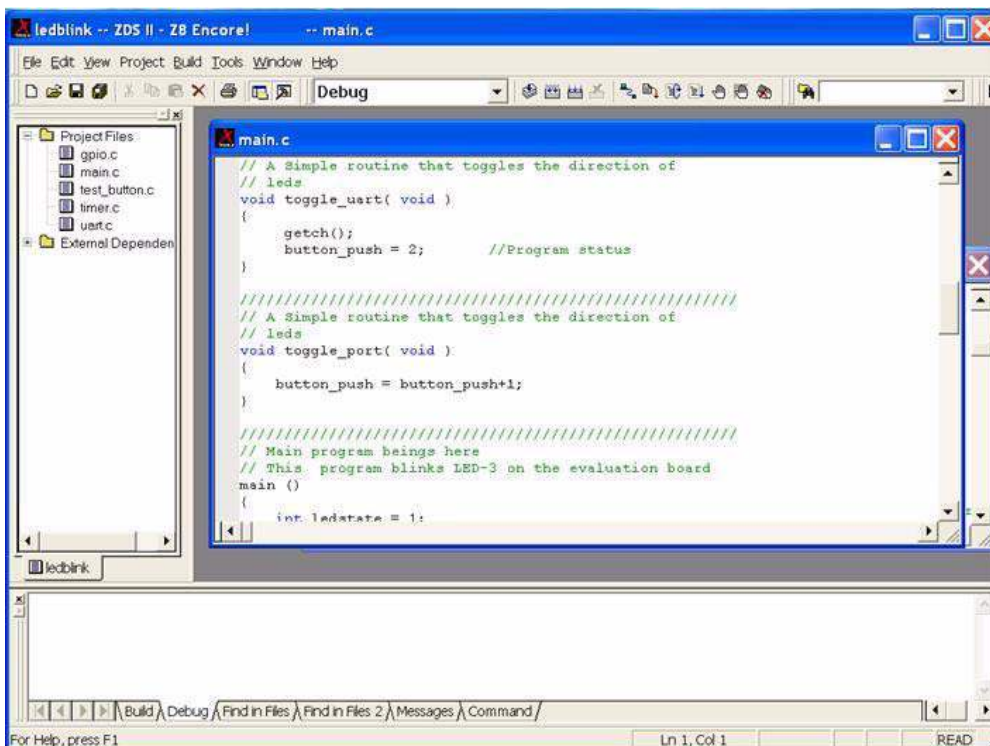 ledblink -- ZDS II - Z8 Encore! -- main.c
File Edit View Project Build Tools Window Help
Debug
Project Files
gpio.c
main.c
test_button.c
timer.c
uart.c
External Dependen
ledblink
main.c
// A Simple routine that toggles the direction of
// leds
void toggle_uart( void )
{
getch();
button_push = 2; //Program status
}
////////////////////////////////////////////////////////
// A Simple routine that toggles the direction of
// leds
void toggle_port( void )
{
button_push = button_push+1;
}
////////////////////////////////////////////////////////
// Main program beings here
// This program blinks LED-3 on the evaluation board
main ()
{
int ledstate = 1;
Build Debug Find in Files Find in Files 2 Messages Command
For Help, press F1 Ln 1, Col 1 READ